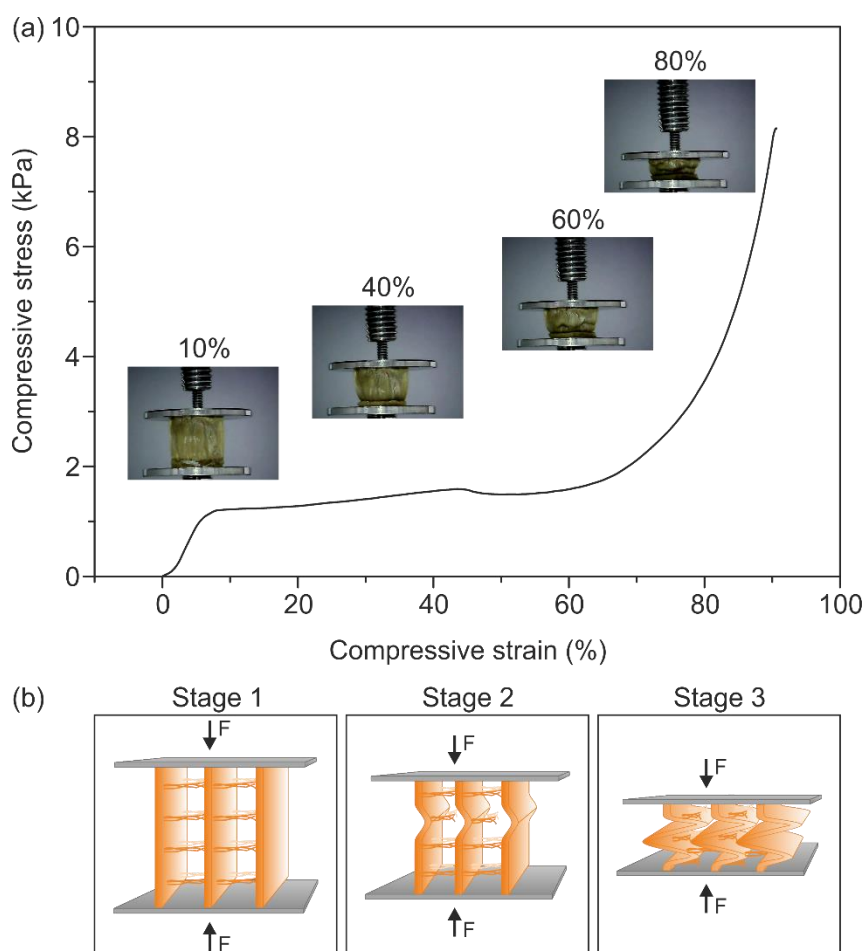 (a)
10
8
6
4
2
0
Compressive stress (kPa)
80%
60%
40%
10%
0 20 40 60 80 100
Compressive strain (%)
(b)
Stage 1 Stage 2 Stage 3
F F F
F F F